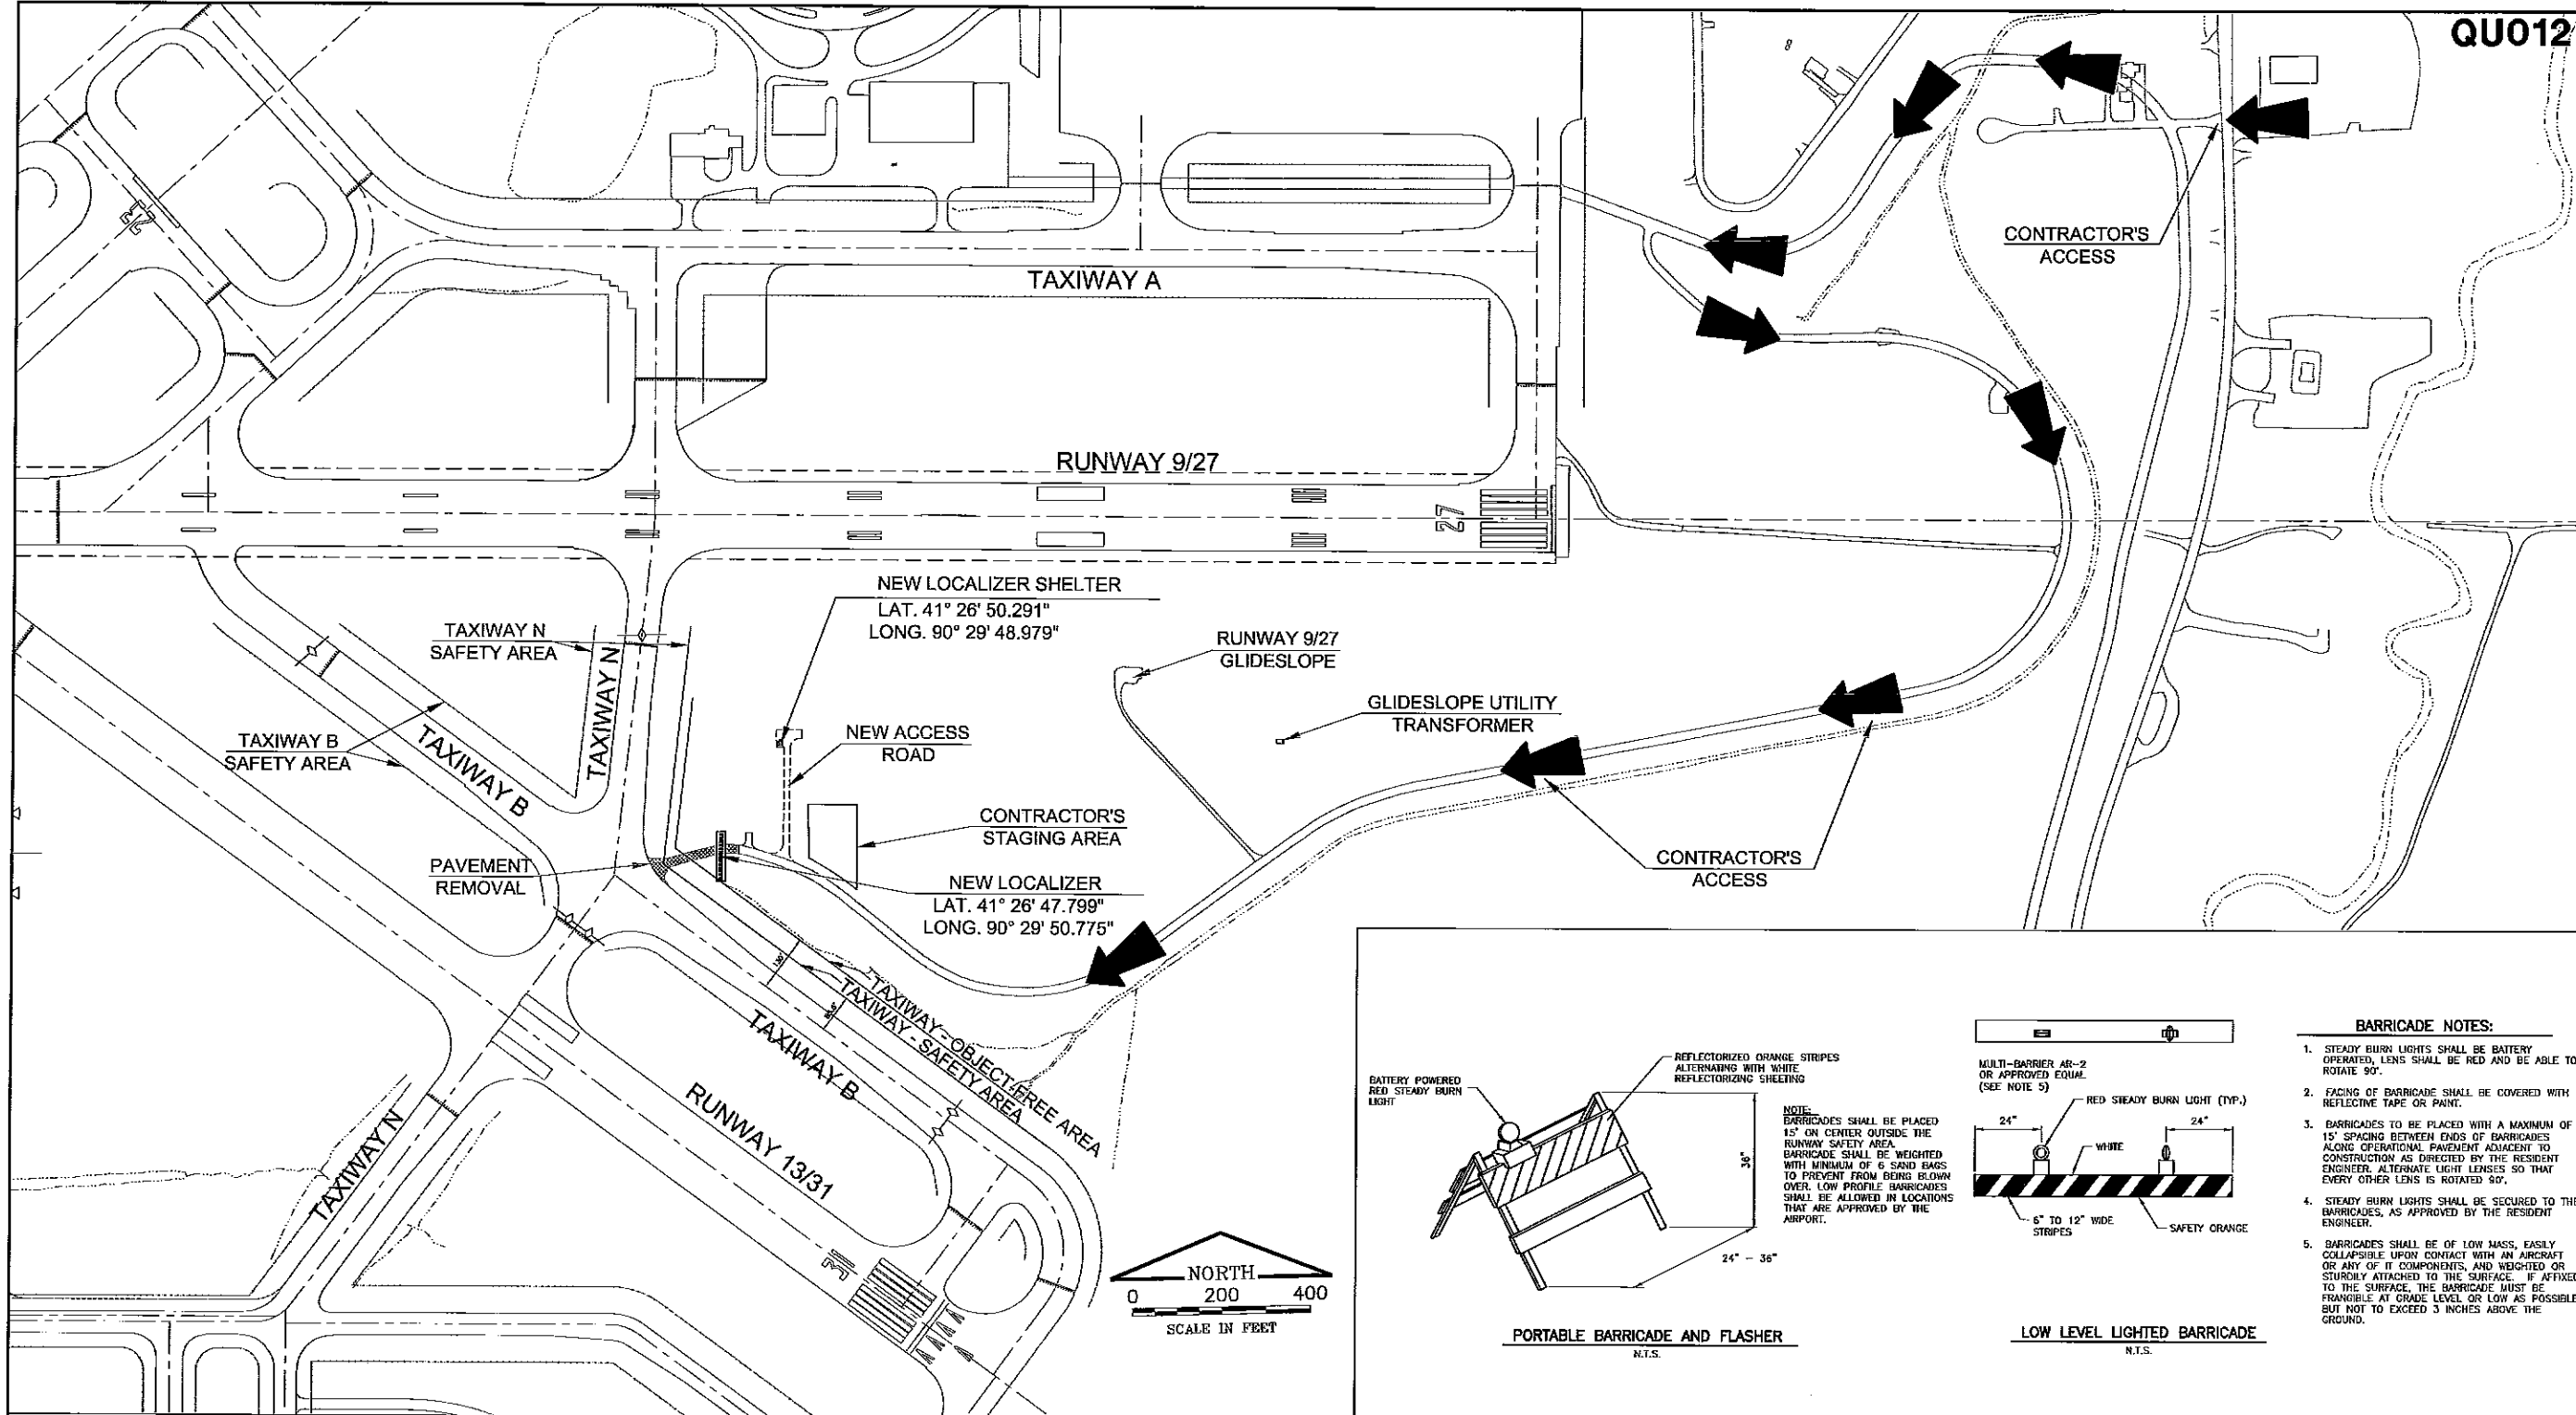 QU012
CONTRACTOR'S
ACCESS
TAXIWAY A
RUNWAY 9/27
27
NEW LOCALIZER SHELTER
LAT. 41° 26' 50.291"
LONG. 90° 29' 48.979"
TAXIWAY N
SAFETY AREA
TAXIWAY N
RUNWAY 9/27
GLIDESLOPE
GLIDESLOPE UTILITY
TRANSFORMER
TAXIWAY B
SAFETY AREA
TAXIWAY B
NEW ACCESS
ROAD
CONTRACTOR'S
STAGING AREA
PAVEMENT
REMOVAL
NEW LOCALIZER
LAT. 41° 26' 47.799"
LONG. 90° 29' 50.775"
CONTRACTOR'S
ACCESS
TAXIWAY - OBJECT FREE AREA
TAXIWAY - SAFETY AREA
TAXIWAY B
RUNWAY 13/31
TAXIWAY N
31
NORTH
0 200 400
SCALE IN FEET
BATTERY POWERED
RED STEADY BURN
LIGHT
REFLECTORIZED ORANGE STRIPES
ALTERNATING WITH WHITE
REFLECTORIZING SHEETING
NOTE:
BARRICADES SHALL BE PLACED
15' ON CENTER OUTSIDE THE
RUNWAY SAFETY AREA.
BARRICADE SHALL BE WEIGHTED
WITH MINIMUM OF 6 SAND BAGS
TO PREVENT FROM BEING BLOWN
OVER. LOW PROFILE BARRICADES
SHALL BE ALLOWED IN LOCATIONS
THAT ARE APPROVED BY THE
AIRPORT.
36"
24" - 36"
PORTABLE BARRICADE AND FLASHER
N.T.S.
MULTI-BARRIER AR-2
OR APPROVED EQUAL
(SEE NOTE 5)
RED STEADY BURN LIGHT (TYP.)
24"
24"
WHITE
6" TO 12" WIDE
STRIPES
SAFETY ORANGE
LOW LEVEL LIGHTED BARRICADE
N.T.S.
BARRICADE NOTES:
1. STEADY BURN LIGHTS SHALL BE BATTERY
OPERATED, LENS SHALL BE RED AND BE ABLE TO
ROTATE 90°.
2. FACING OF BARRICADE SHALL BE COVERED WITH
REFLECTIVE TAPE OR PAINT.
3. BARRICADES TO BE PLACED WITH A MAXIMUM OF
15' SPACING BETWEEN ENDS OF BARRICADES
ALONG OPERATIONAL PAVEMENT ADJACENT TO
CONSTRUCTION AS DIRECTED BY THE RESIDENT
ENGINEER. ALTERNATE LIGHT LENSES SO THAT
EVERY OTHER LENS IS ROTATED 90°.
4. STEADY BURN LIGHTS SHALL BE SECURED TO THE
BARRICADES, AS APPROVED BY THE RESIDENT
ENGINEER.
5. BARRICADES SHALL BE OF LOW MASS, EASILY
COLLAPSIBLE UPON CONTACT WITH AN AIRCRAFT
OR ANY OF IT COMPONENTS, AND WEIGHTED OR
STURDILY ATTACHED TO THE SURFACE. IF AFFIXED
TO THE SURFACE, THE BARRICADE MUST BE
FRANGIBLE AT GRADE LEVEL OR LOW AS POSSIBLE
BUT NOT TO EXCEED 3 INCHES ABOVE THE
GROUND.